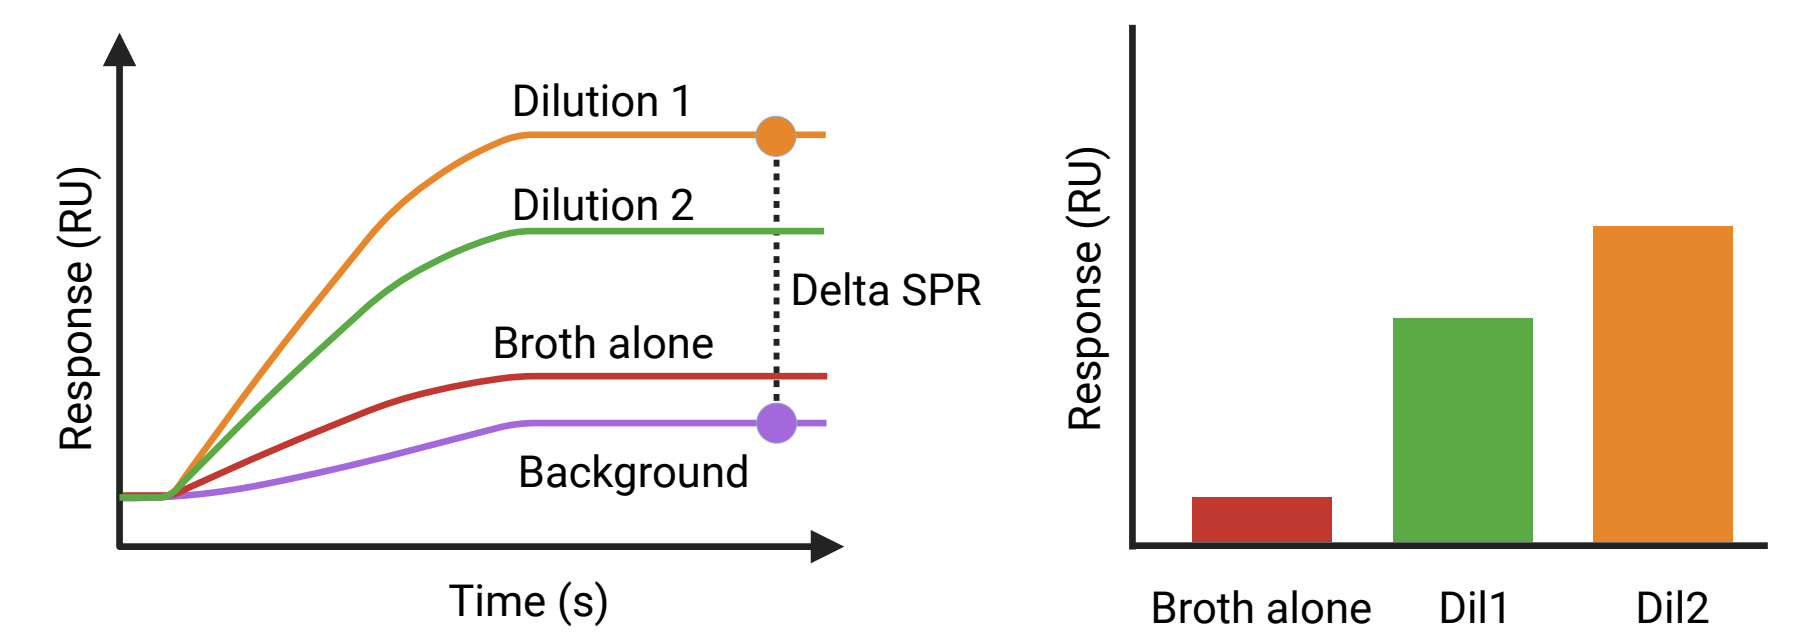 Response (RU)
Dilution 1
Dilution 2
Delta SPR
Broth alone
Background
Time (s)
Response (RU)
Broth alone
Dil1
Dil2